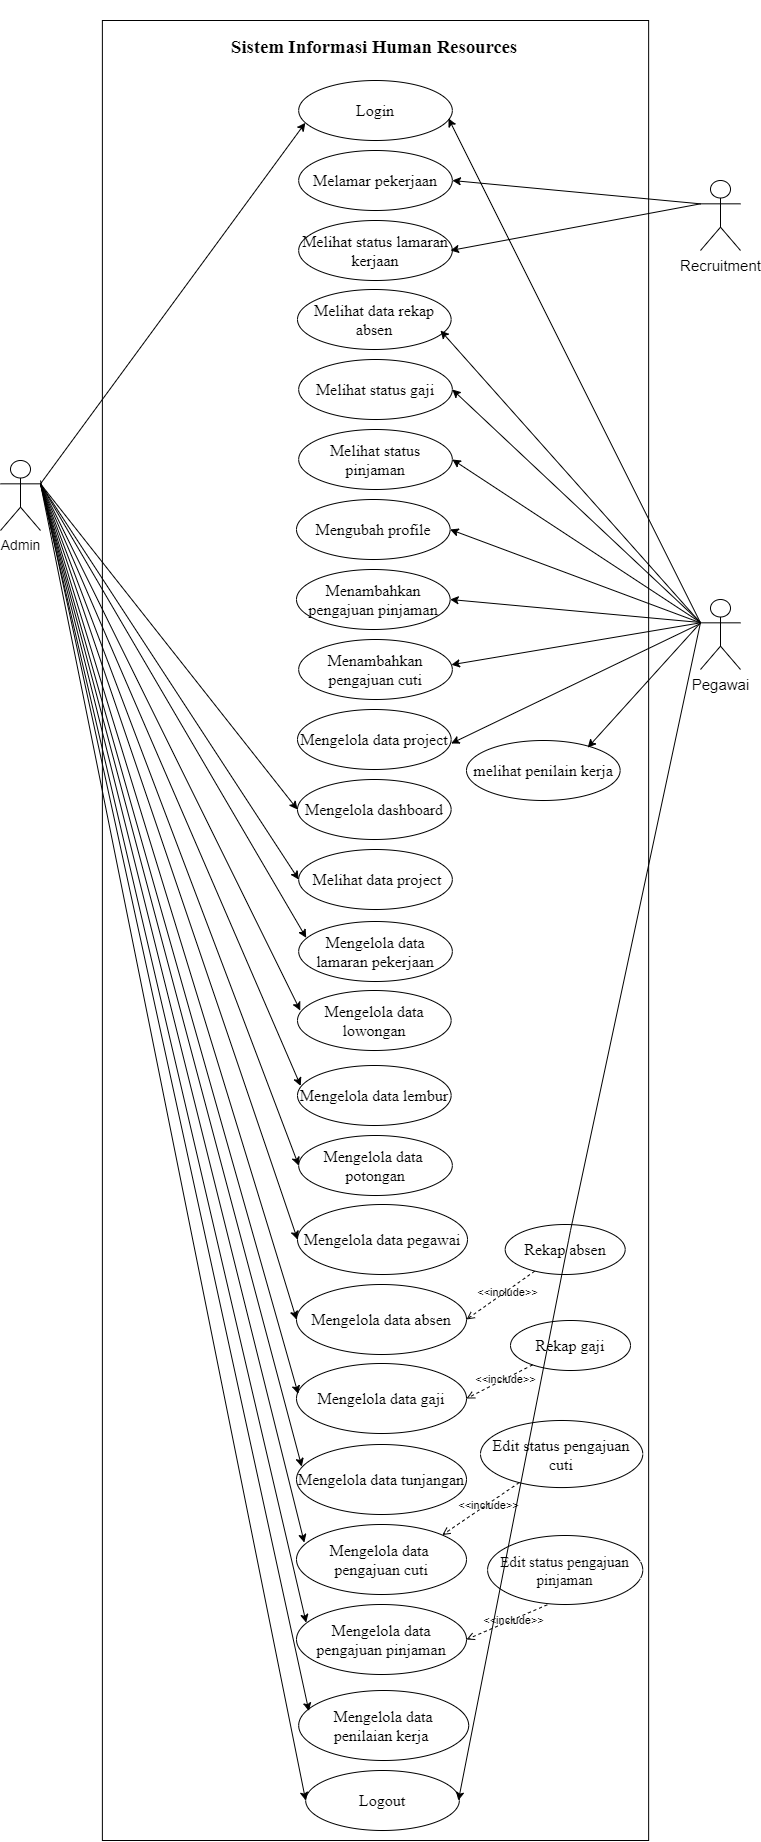 Sistem Informasi Human Resources
Login
Melamar pekerjaan
Melihat status lamaran
kerjaan
Recruitment
Melihat data rekap
absen
Melihat status gaji
Melihat status
pinjaman
Admin
Mengubah profile
Menambahkan
pengajuan pinjaman
Menambahkan
pengajuan cuti
Pegawai
Mengelola data project
melihat penilain kerja
Mengelola dashboard
Melihat data project
Mengelola data
lamaran pekerjaan
Mengelola data
lowongan
Mengelola data lembur
Mengelola data
potongan
Mengelola data pegawai
Rekap absen
<<include>>
Mengelola data absen
Rekap gaji
<<include>>
Mengelola data gaji
Edit status pengajuan
cuti
Mengelola data tunjangan
<<include>>
Mengelola data
pengajuan cuti
Edit status pengajuan
pinjaman
<<include>>
Mengelola data
pengajuan pinjaman
Mengelola data
penilaian kerja
Logout